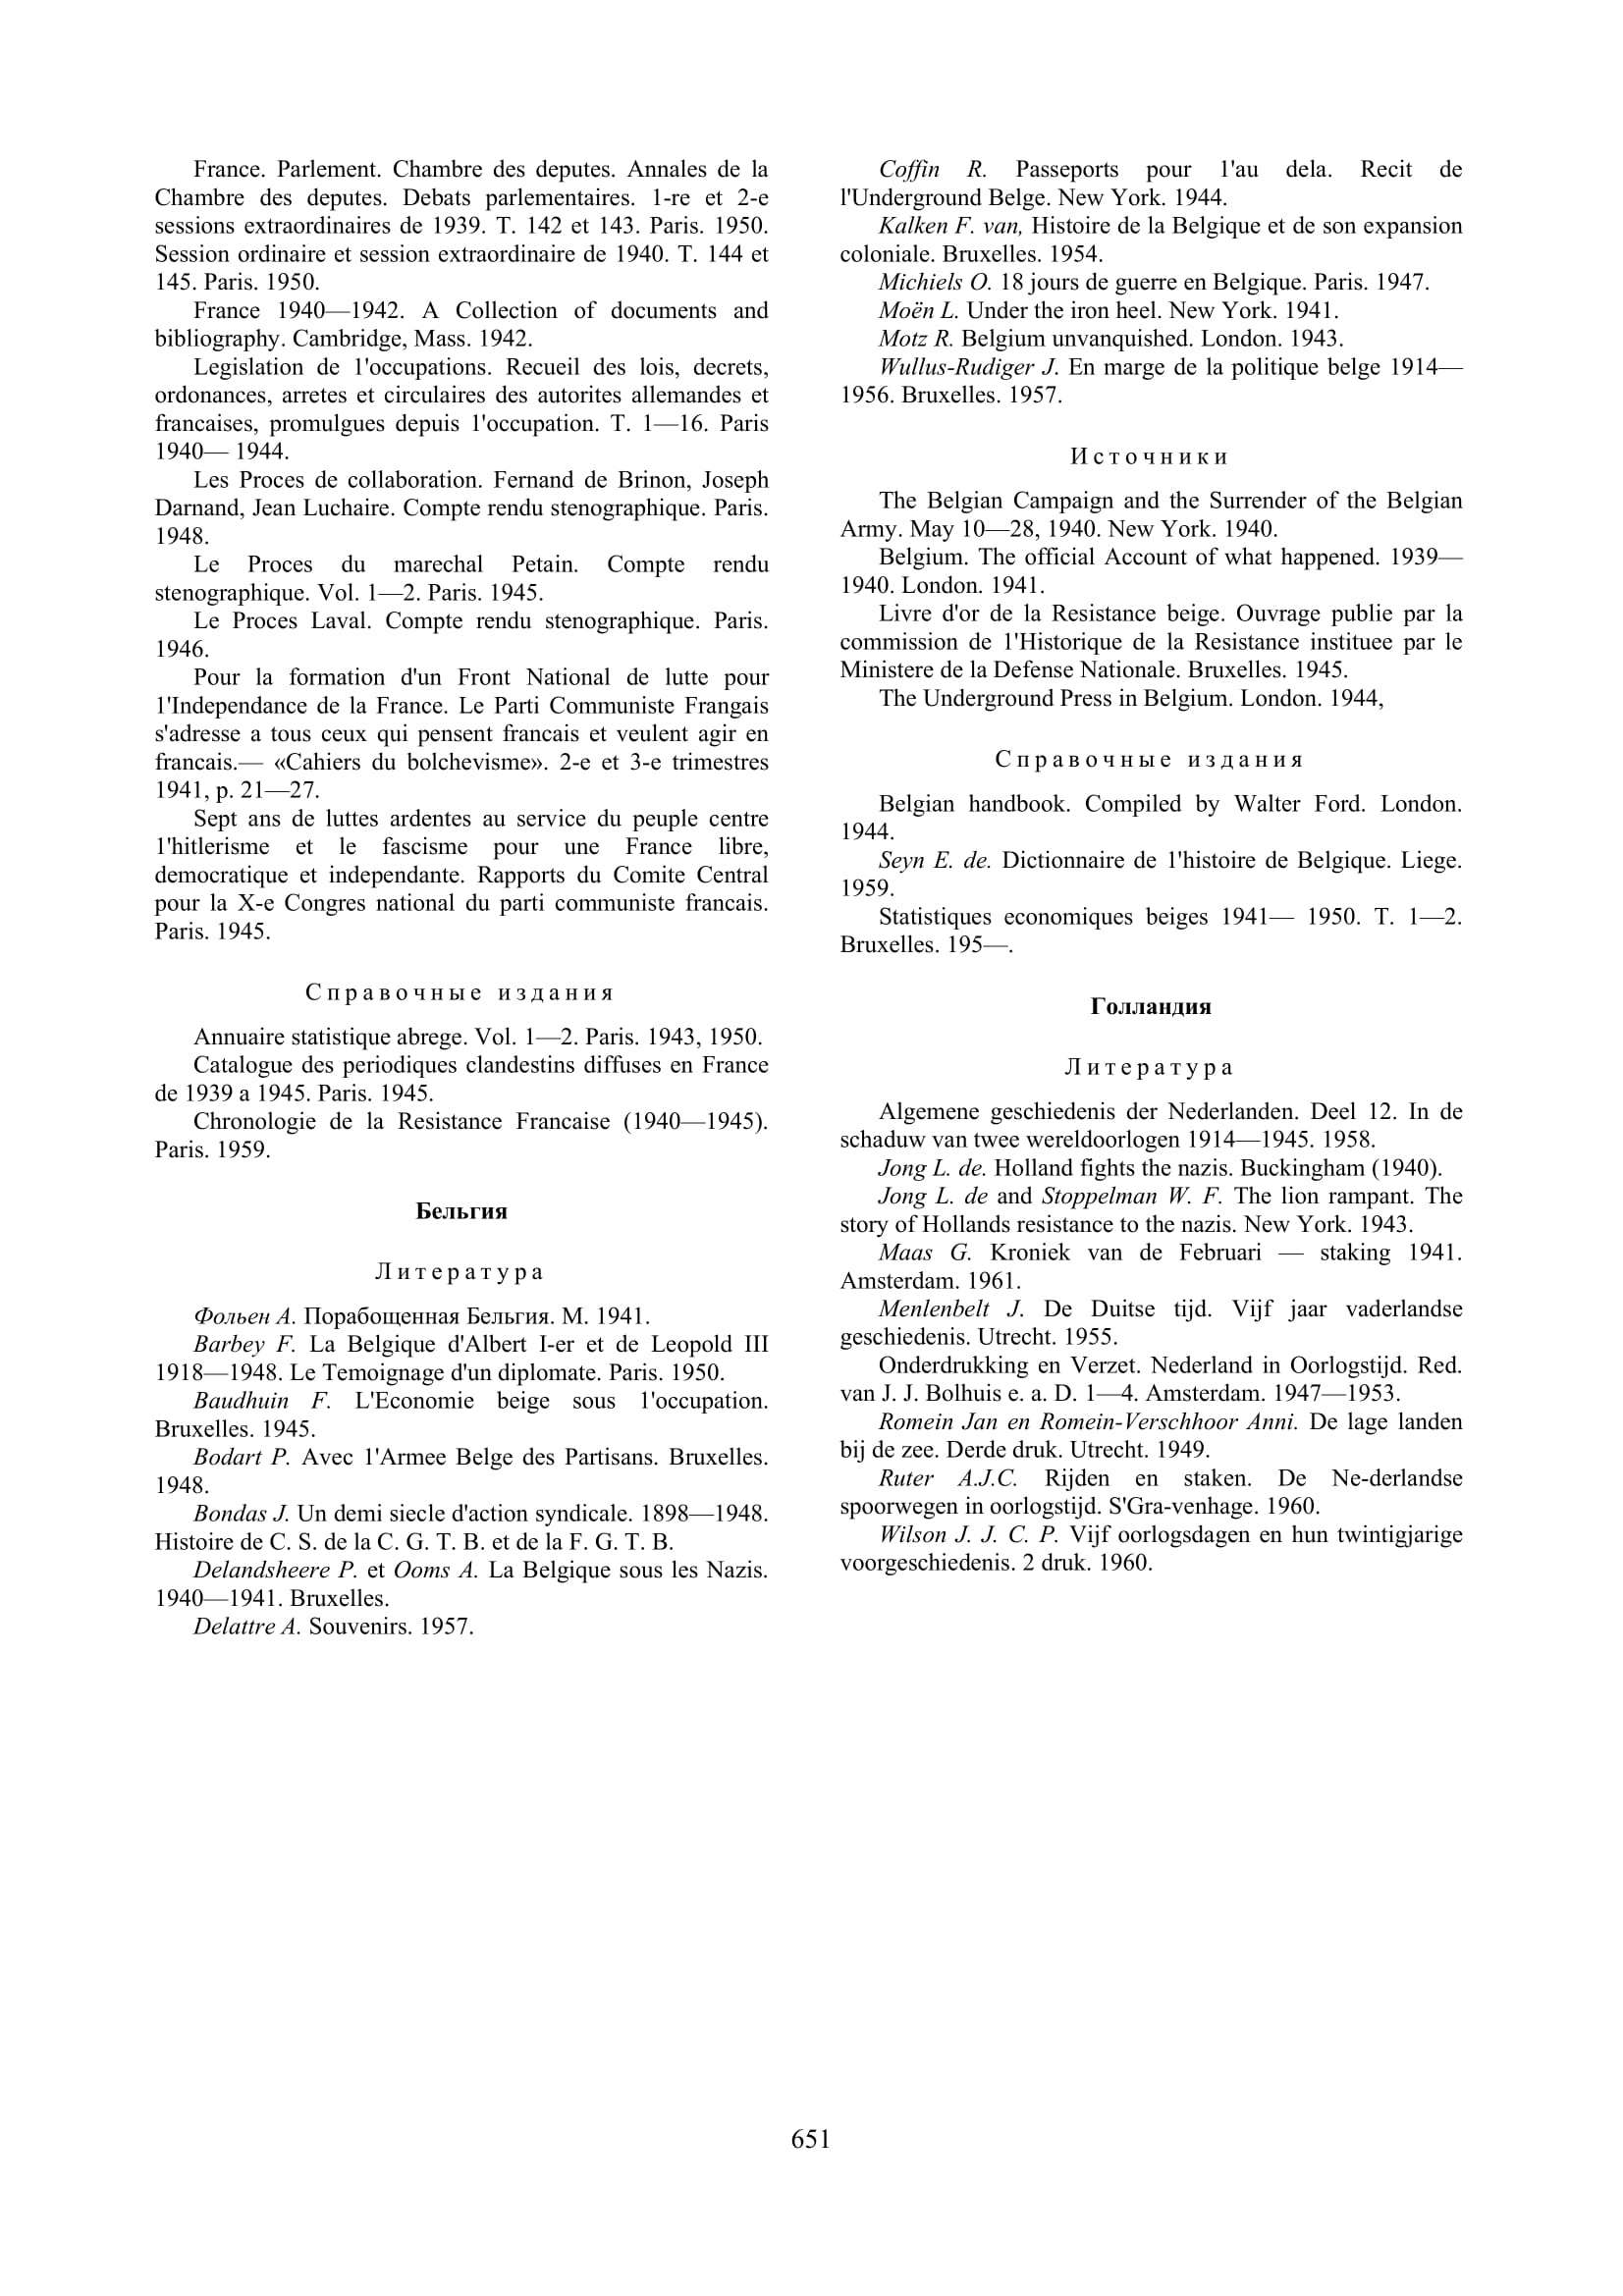 France. Parlement. Chambre des deputes. Annales de la
Chambre des deputes. Debats parlementaires. 1-re et 2-e
sessions extraordinaires de 1939. T. 142 et 143. Paris. 1950.
Session ordinaire et session extraordinaire de 1940. T. 144 et
145. Paris. 1950.
France 1940—1942. A Collection of documents and
bibliography. Cambridge, Mass. 1942.
Legislation de 1'occupations. Recueil des lois, decrets,
ordonances, arretes et circulaires des autorites allemandes et
francaises, promulgues depuis 1'occupation. T. 1—16. Paris
1940— 1944.
Les Proces de collaboration. Fernand de Brinon, Joseph
Darnand, Jean Luchaire. Compte rendu stenographique. Paris.
1948.
Le Proces du marechal Petain. Compte rendu
stenographique. Vol. 1—2. Paris. 1945.
Le Proces Laval. Compte rendu stenographique. Paris.
1946.
Pour la formation d'un Front National de lutte pour
1'Independance de la France. Le Parti Communiste Frangais
s'adresse a tous ceux qui pensent francais et veulent agir en
francais.— «Cahiers du bolchevisme». 2-e et 3-e trimestres
1941, p. 21—27.
Sept ans de luttes ardentes au service du peuple centre
1'hitlerisme et le fascisme pour une France libre,
democratique et independante. Rapports du Comite Central
pour la X-e Congres national du parti communiste francais.
Paris. 1945.
Справочные издания
Annuaire statistique abrege. Vol. 1—2. Paris. 1943, 1950.
Catalogue des periodiques clandestins diffuses en France
de 1939 a 1945. Paris. 1945.
Chronologie de la Resistance Francaise (1940—1945).
Paris. 1959.
Бельгия
Литература
Фольен А. Порабощенная Бельгия. М. 1941.
Barbey F. La Belgique d'Albert I-er et de Leopold III
1918—1948. Le Temoignage d'un diplomate. Paris. 1950.
Baudhuin F. L'Economie beige sous 1'occupation.
Bruxelles. 1945.
Bodart P. Avec 1'Armee Belge des Partisans. Bruxelles.
1948.
Bondas J. Un demi siecle d'action syndicale. 1898—1948.
Histoire de C. S. de la C. G. T. B. et de la F. G. T. B.
Delandsheere P. et Ooms A. La Belgique sous les Nazis.
1940—1941. Bruxelles.
Delattre A. Souvenirs. 1957.
Coffin R. Passeports pour 1'au dela. Recit de
l'Underground Belge. New York. 1944.
Kalken F. van, Histoire de la Belgique et de son expansion
coloniale. Bruxelles. 1954.
Michiels O. 18 jours de guerre en Belgique. Paris. 1947.
Moën L. Under the iron heel. New York. 1941.
Motz R. Belgium unvanquished. London. 1943.
Wullus-Rudiger J. En marge de la politique belge 1914—
1956. Bruxelles. 1957.
Источники
The Belgian Campaign and the Surrender of the Belgian
Army. May 10—28, 1940. New York. 1940.
Belgium. The official Account of what happened. 1939—
1940. London. 1941.
Livre d'or de la Resistance beige. Ouvrage publie par la
commission de 1'Historique de la Resistance instituee par le
Ministere de la Defense Nationale. Bruxelles. 1945.
The Underground Press in Belgium. London. 1944,
Справочные издания
Belgian handbook. Compiled by Walter Ford. London.
1944.
Seyn E. de. Dictionnaire de 1'histoire de Belgique. Liege.
1959.
Statistiques economiques beiges 1941— 1950. T. 1—2.
Bruxelles. 195—.
Голландия
Литература
Algemene geschiedenis der Nederlanden. Deel 12. In de
schaduw van twee wereldoorlogen 1914—1945. 1958.
Jong L. de. Holland fights the nazis. Buckingham (1940).
Jong L. de and Stoppelman W. F. The lion rampant. The
story of Hollands resistance to the nazis. New York. 1943.
Maas G. Kroniek van de Februari — staking 1941.
Amsterdam. 1961.
Menlenbelt J. De Duitse tijd. Vijf jaar vaderlandse
geschiedenis. Utrecht. 1955.
Onderdrukking en Verzet. Nederland in Oorlogstijd. Red.
van J. J. Bolhuis e. a. D. 1—4. Amsterdam. 1947—1953.
Romein Jan en Romein-Verschhoor Anni. De lage landen
bij de zee. Derde druk. Utrecht. 1949.
Ruter A.J.C. Rijden en staken. De Ne-derlandse
spoorwegen in oorlogstijd. S'Gra-venhage. 1960.
Wilson J. J. C. P. Vijf oorlogsdagen en hun twintigjarige
voorgeschiedenis. 2 druk. 1960.
651